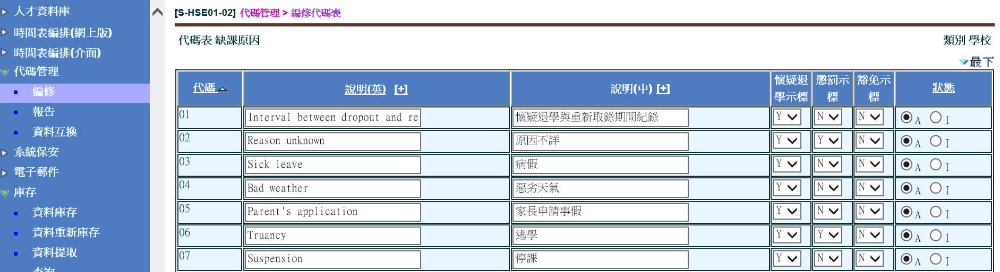 人才資料庫
時間表編排(網上版)
時間表編排(介面)
代碼管理
編修
報告
資料互換
系統保安
電子郵件
庫存
資料庫存
資料重新庫存
資料提取
查詢
[S-HSE01-02] 代碼管理 > 編修代碼表
代碼表 缺課原因 類別 學校
最下
代碼 說明(英) [+] 說明(中) [+] 懷疑退學示標 懲罰示標 豁免示標 狀態
01 Interval between dropout and re 懷疑退學與重新取錄期間紀錄 Y N N A I
02 Reason unknown 原因不詳 Y Y N A I
03 Sick leave 病假 Y N N A I
04 Bad weather 惡劣天氣 Y N N A I
05 Parent's application 家長申請事假 Y N N A I
06 Truancy 逃學 Y Y N A I
07 Suspension 停課 Y N N A I